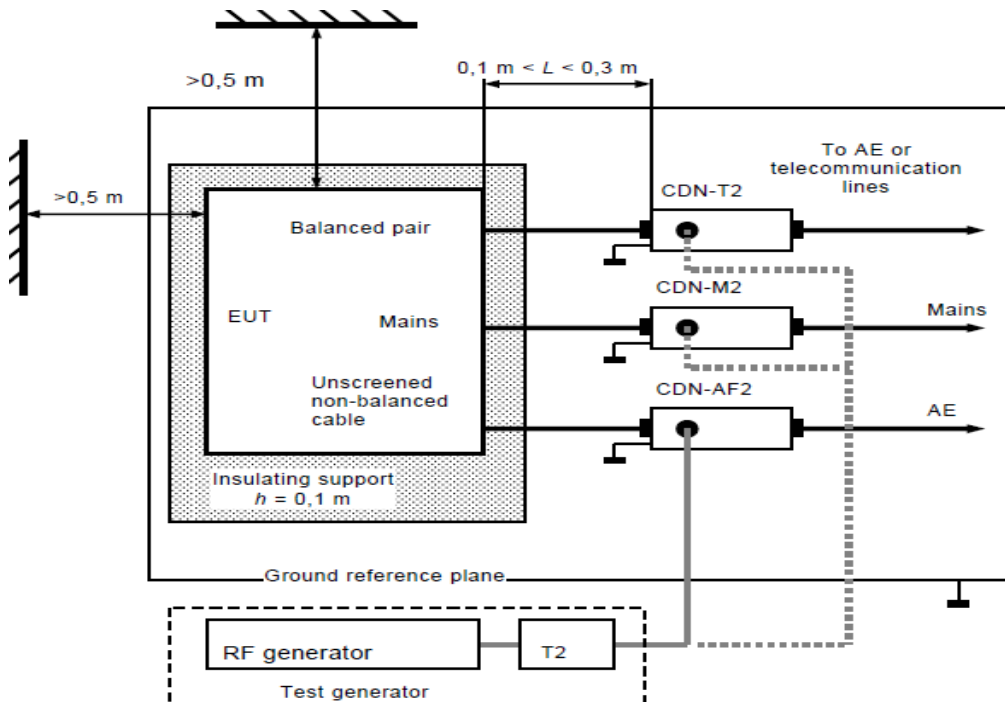 >0,5 m
0,1 m < L < 0,3 m
>0,5 m
To AE or
telecommunication
lines
CDN-T2
Balanced pair
CDN-M2
EUT
Mains
Mains
Unscreened
non-balanced
cable
CDN-AF2
AE
Insulating support
h = 0,1 m
Ground reference plane
RF generator
T2
Test generator